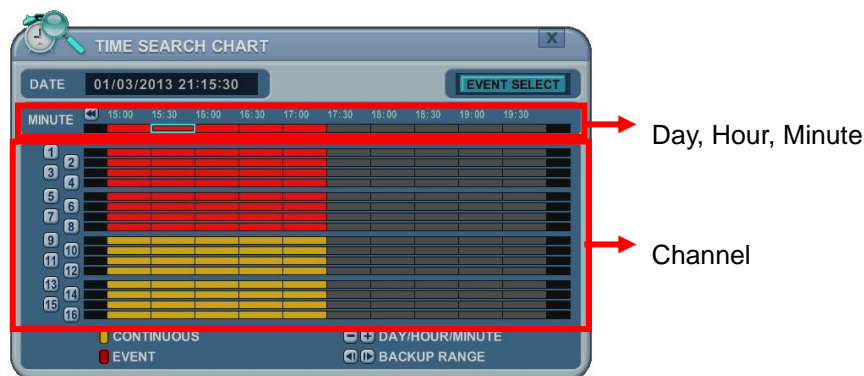 TIME SEARCH CHART
X
DATE 01/03/2013 21:15:30 EVENT SELECT
MINUTE 15:00 15:30 16:00 16:30 17:00 17:30 18:00 18:30 19:00 19:30
Day, Hour, Minute
1
2
3
4
5
6
7
8
9
10
11
12
13
14
15
16
Channel
CONTINUOUS DAY/HOUR/MINUTE
EVENT BACKUP RANGE